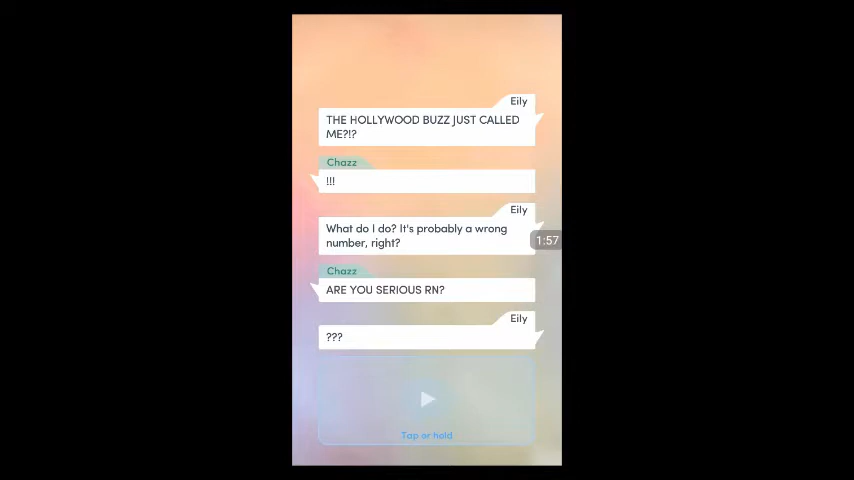 Eily
THE HOLLYWOOD BUZZ JUST CALLED
ME?!?
Chazz
!!!
Eily
What do I do? It's probably a wrong
number, right?
1:57
Chazz
ARE YOU SERIOUS RN?
Eily
???
Tap or hold